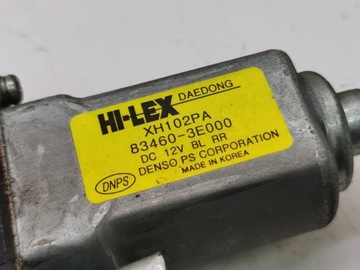 HI-LEX DAEDONG
XH102PA
83460-3E000
DC 12V BL RR
DENSO PS CORPORATION
DNPS MADE IN KOREA